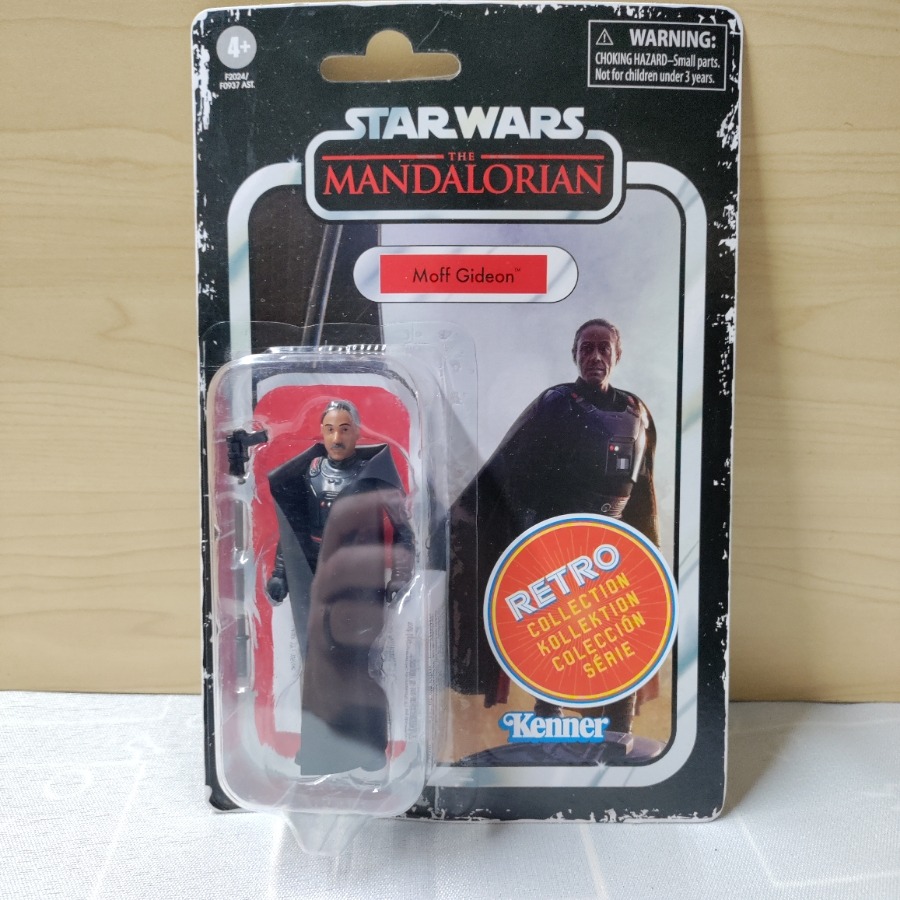 4+
F2024/
F0937 AST.
⚠ WARNING:
CHOKING HAZARD–Small parts.
Not for children under 3 years.
STAR WARS
THE
MANDALORIAN
Moff Gideon™
RETRO
COLLECTION
KOLLEKTION
COLECCIÓN
SÉRIE
Kenner